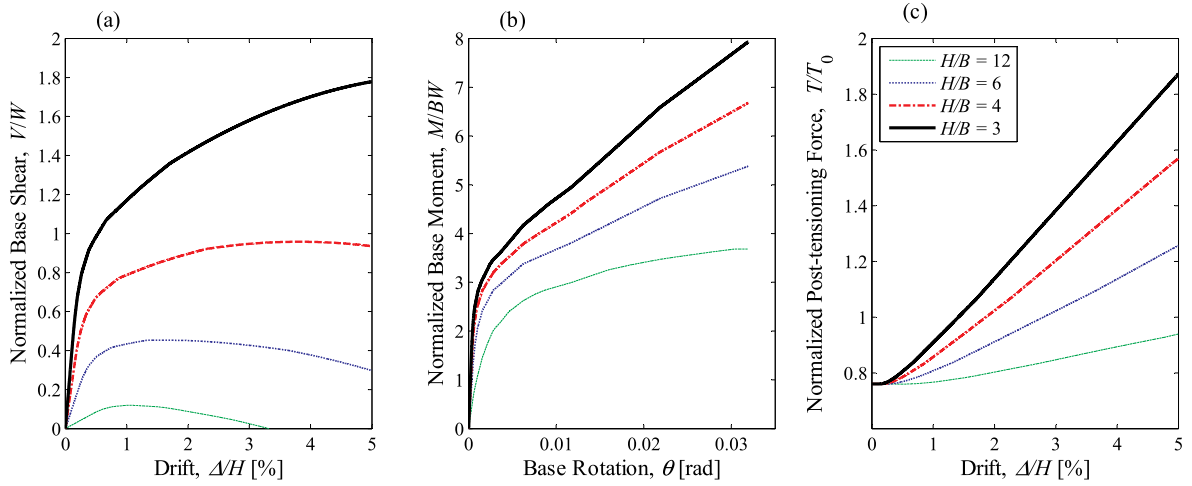 (a)
2
1.8
1.6
1.4
1.2
1
0.8
0.6
0.4
0.2
0
0 1 2 3 4 5
Normalized Base Shear, V/W
Drift, Δ/H [%]
(b)
8
7
6
5
4
3
2
1
0
0 0.01 0.02 0.03
Normalized Base Moment, M/BW
Base Rotation, θ [rad]
(c)
2
1.8
1.6
1.4
1.2
1
0.8
0 1 2 3 4 5
Normalized Post-tensioning Force, T/T0
Drift, Δ/H [%]
H/B = 12
H/B = 6
H/B = 4
H/B = 3